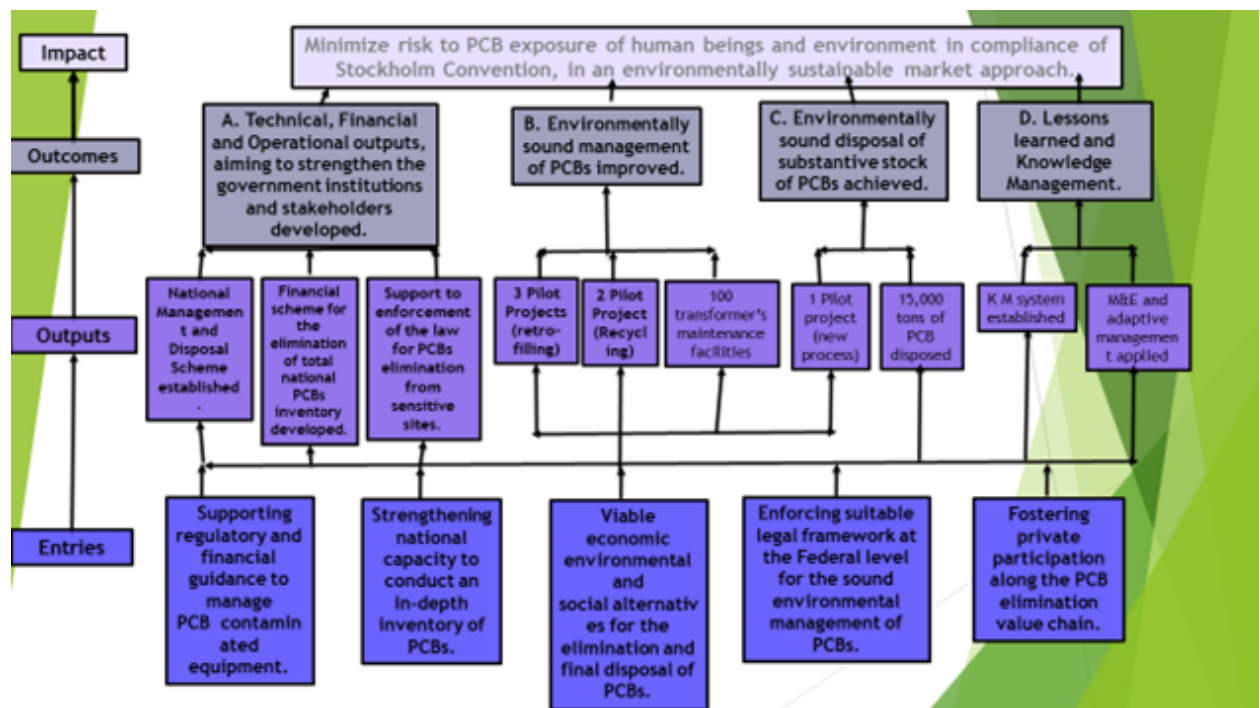 Impact
Minimize risk to PCB exposure of human beings and environment in compliance of
Stockholm Convention, in an environmentally sustainable market approach.
Outcomes
A. Technical, Financial
and Operational outputs,
aiming to strengthen the
government institutions
and stakeholders
developed.
B. Environmentally
sound management
of PCBs improved.
C. Environmentally
sound disposal of
substantive stock
of PCBs achieved.
D. Lessons
learned and
Knowledge
Management.
Outputs
National
Managemen
t and
Disposal
Scheme
established
.
Financial
scheme for
the
elimination
of total
national
PCBs
inventory
developed.
Support to
enforcement
of the law
for PCBs
elimination
from
sensitive
sites.
3 Pilot
Projects
(retro-
filling)
2 Pilot
Project
(Recycl
ing)
100
transformer's
maintenance
facilities
1 Pilot
project
(new
process)
15,000
tons of
PCB
disposed
K M system
established
M&E and
adaptive
managemen
t applied
Entries
Supporting
regulatory and
financial
guidance to
manage
PCB contamin
ated
equipment.
Strengthening
national
capacity to
conduct an
in-depth
inventory of
PCBs.
Viable
economic
environmental
and
social alternativ
es for the
elimination and
final disposal of
PCBs.
Enforcing suitable
legal framework at
the Federal level
for the sound
environmental
management of
PCBs.
Fostering
private
participation
along the PCB
elimination
value chain.